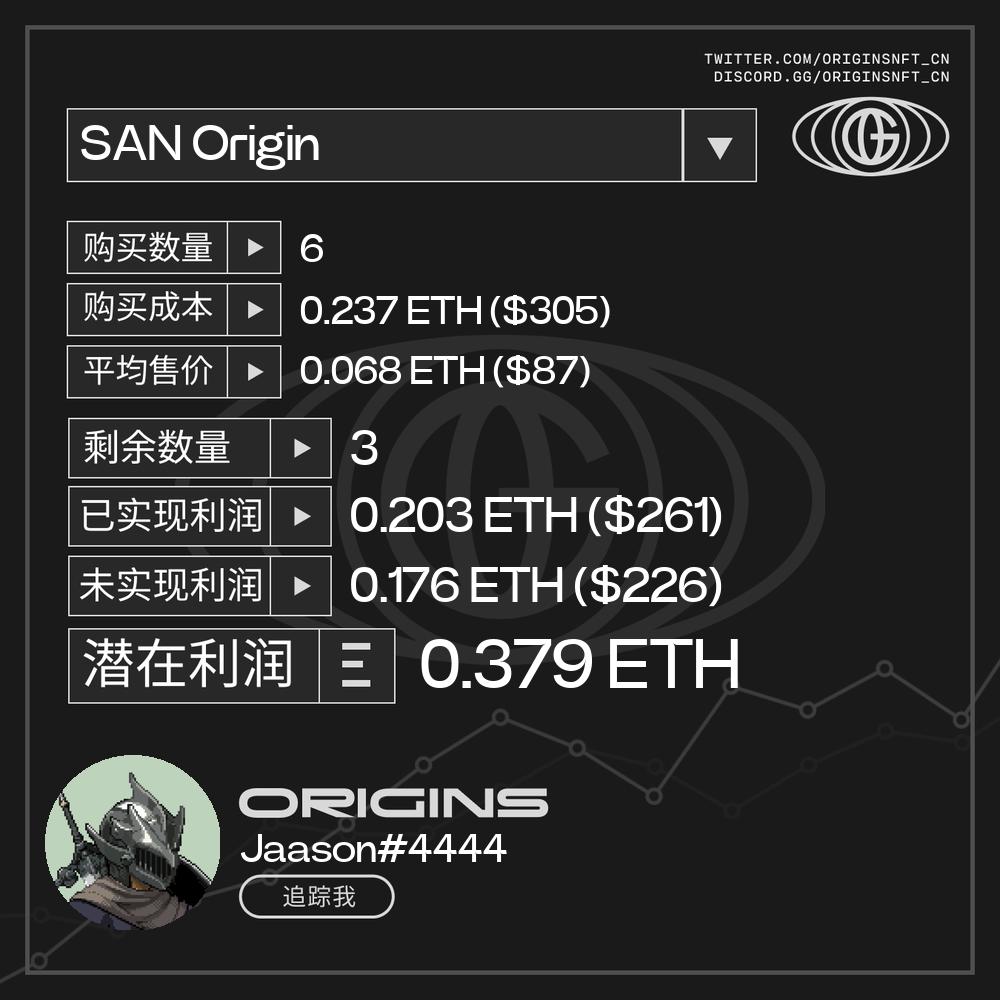 TWITTER.COM/ORIGINSNFT_CN
DISCORD.GG/ORIGINSNFT_CN
SAN Origin
OG
购买数量 6
购买成本 0.237 ETH ($305)
平均售价 0.068 ETH ($87)
剩余数量 3
已实现利润 0.203 ETH ($261)
未实现利润 0.176 ETH ($226)
潜在利润 0.379 ETH
ORIGINS
Jaason#4444
追踪我